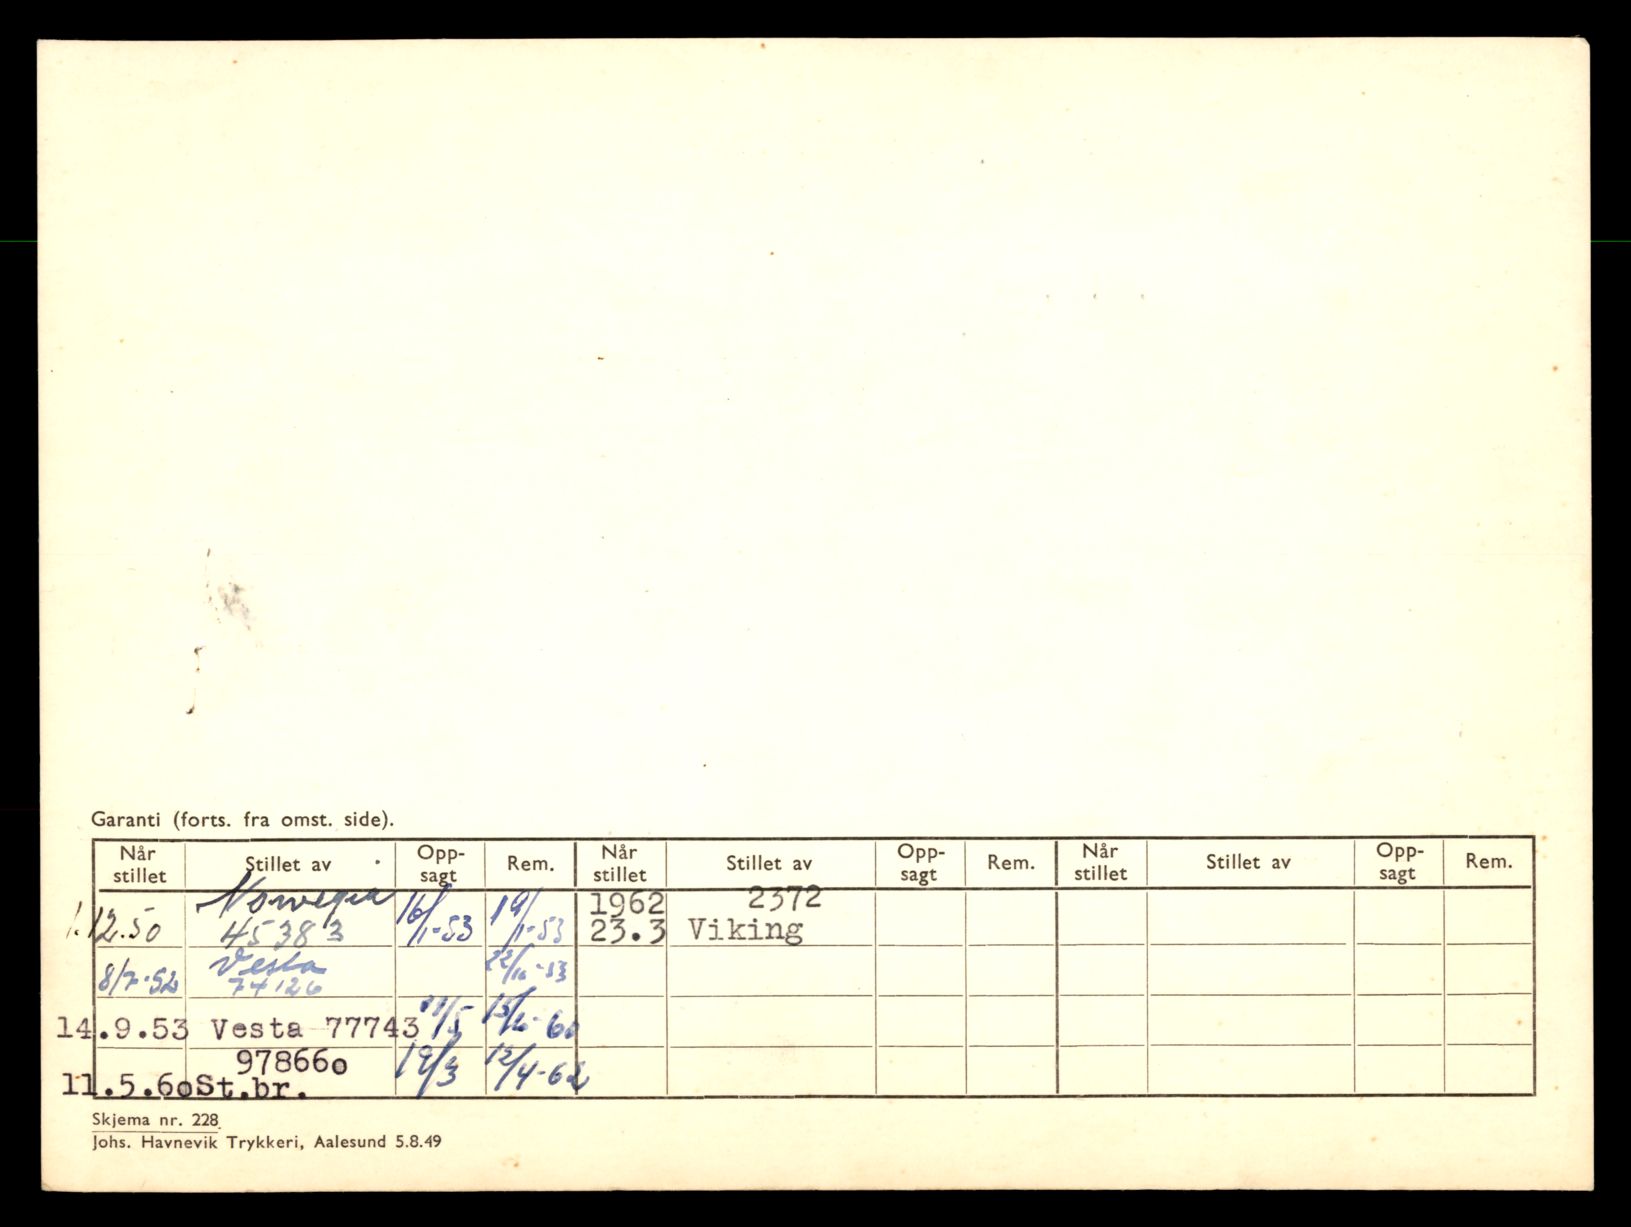 Garanti (forts. fra omst. side).
Når stillet Stillet av Opp-sagt Rem. Når stillet Stillet av Opp-sagt Rem. Når stillet Stillet av Opp-sagt Rem.
1.12.50 Norwegia 45383 16/1-53 19/1-53
8/7-52 Vesta 74126
14.9.53 Vesta 77743
11.5.60 978660 St.br. 19/3 12/4-62
1962 2372
23.3 Viking
Skjema nr. 228
Johs. Havnevik Trykkeri, Aalesund 5.8.49